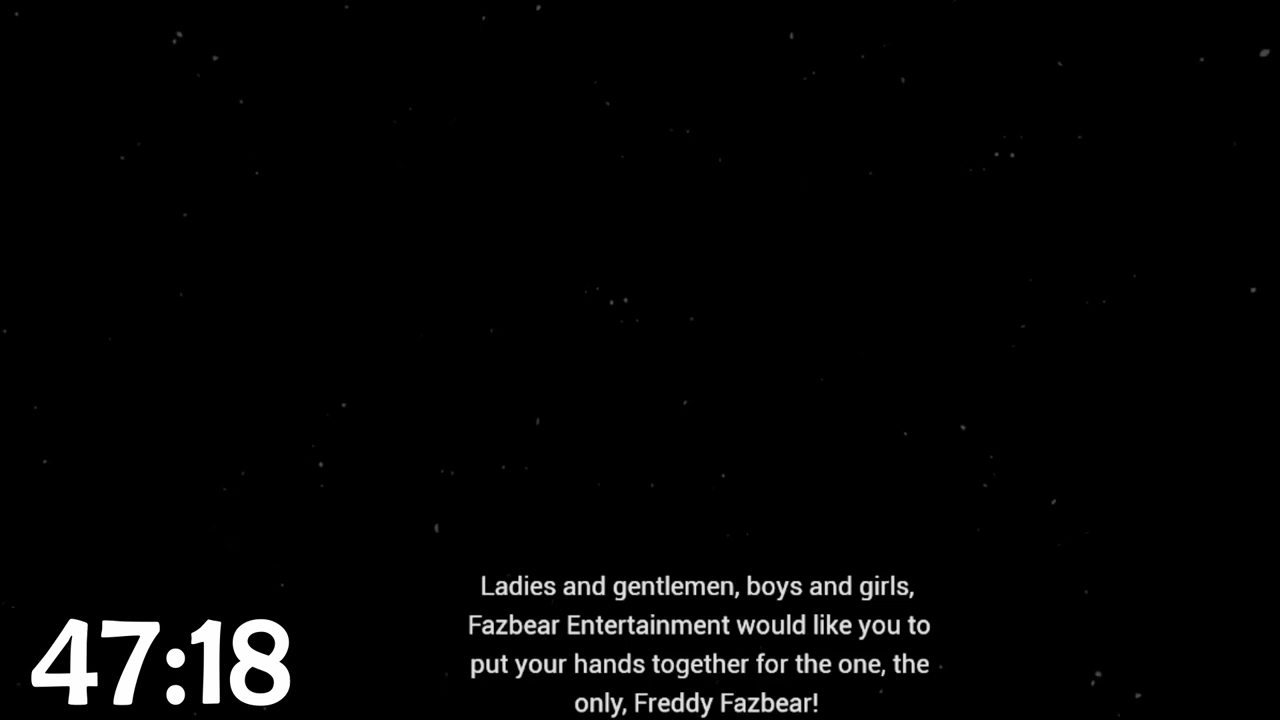 Ladies and gentlemen, boys and girls,
Fazbear Entertainment would like you to
put your hands together for the one, the
only, Freddy Fazbear!
47:18